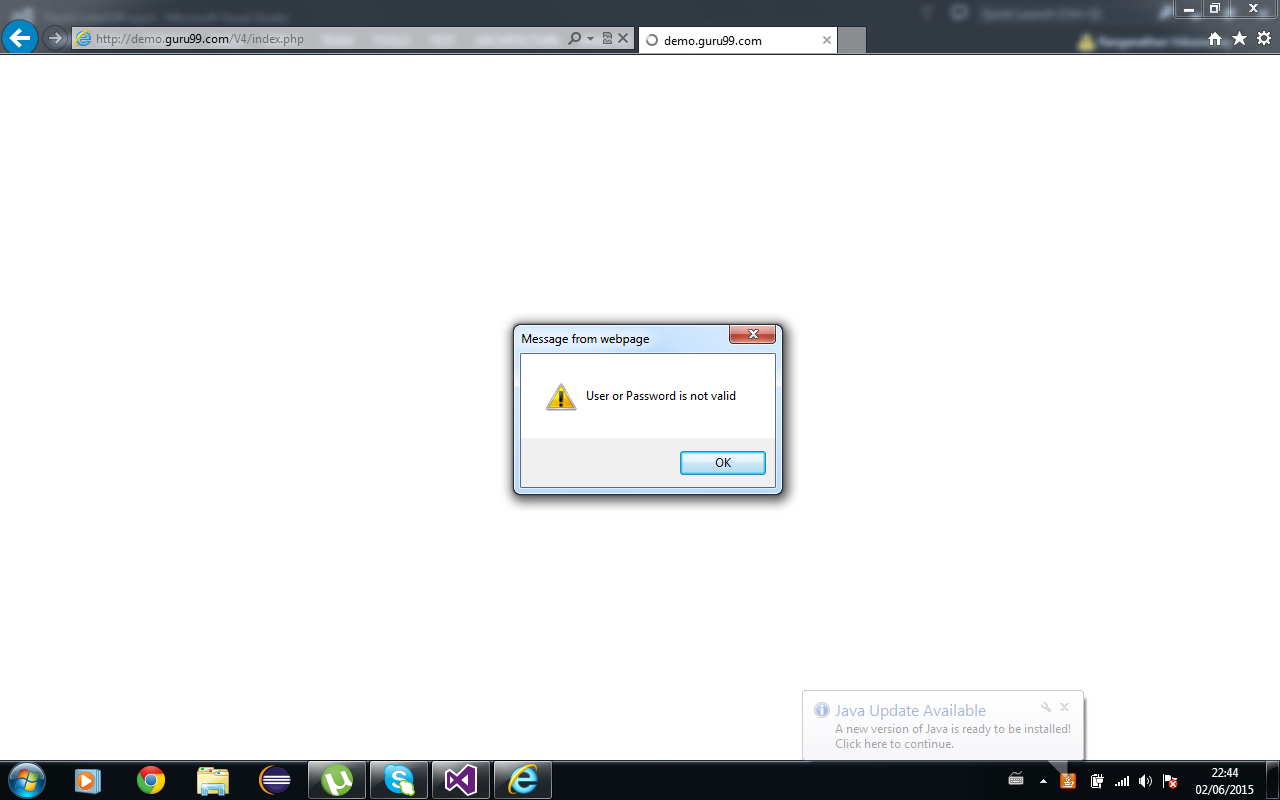 http://demo.guru99.com/V4/index.php
demo.guru99.com
Message from webpage
User or Password is not valid
OK
Java Update Available
A new version of Java is ready to be installed!
Click here to continue.
22:44
02/06/2015